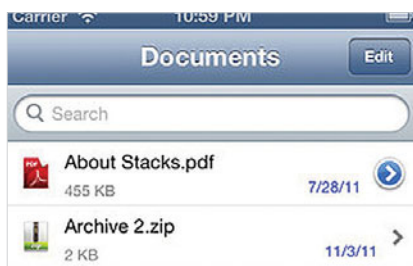 Carrier 10:59 PM
Documents Edit
Search
About Stacks.pdf
455 KB 7/28/11
Archive 2.zip
2 KB 11/3/11